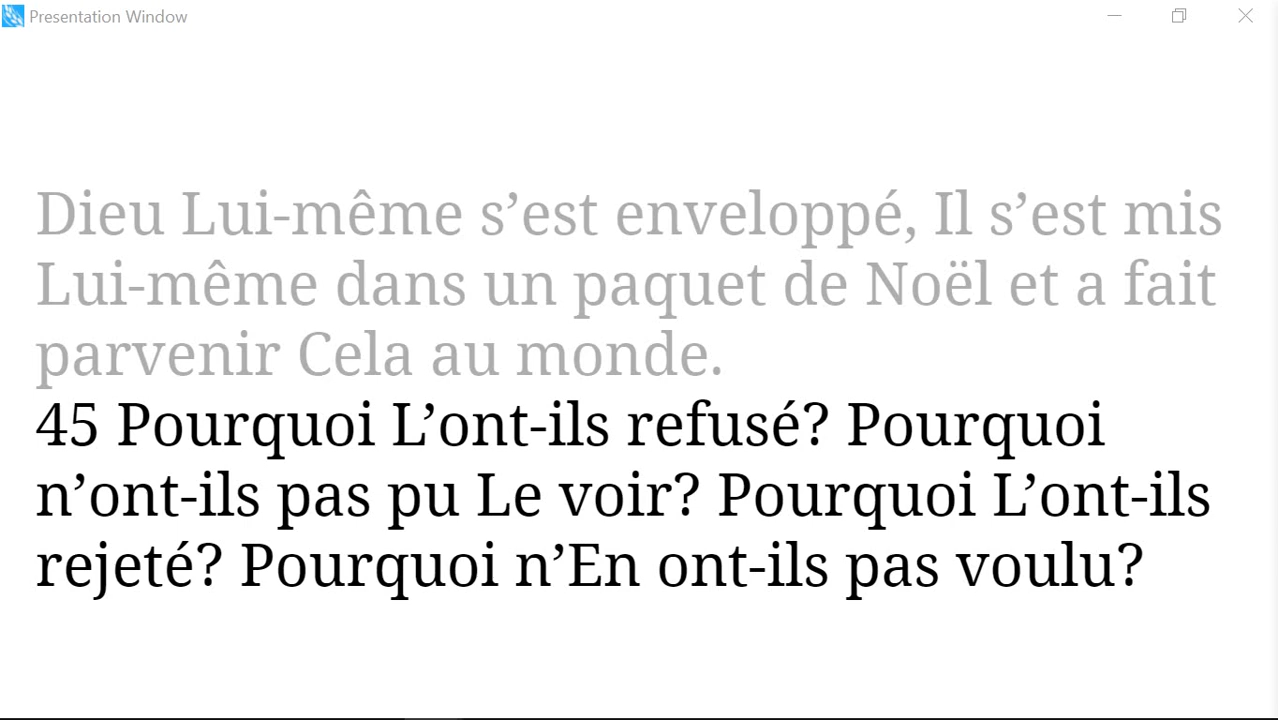 Presentation Window
Dieu Lui-même s’est enveloppé, Il s’est mis
Lui-même dans un paquet de Noël et a fait
parvenir Cela au monde.
45 Pourquoi L’ont-ils refusé? Pourquoi
n’ont-ils pas pu Le voir? Pourquoi L’ont-ils
rejeté? Pourquoi n’En ont-ils pas voulu?